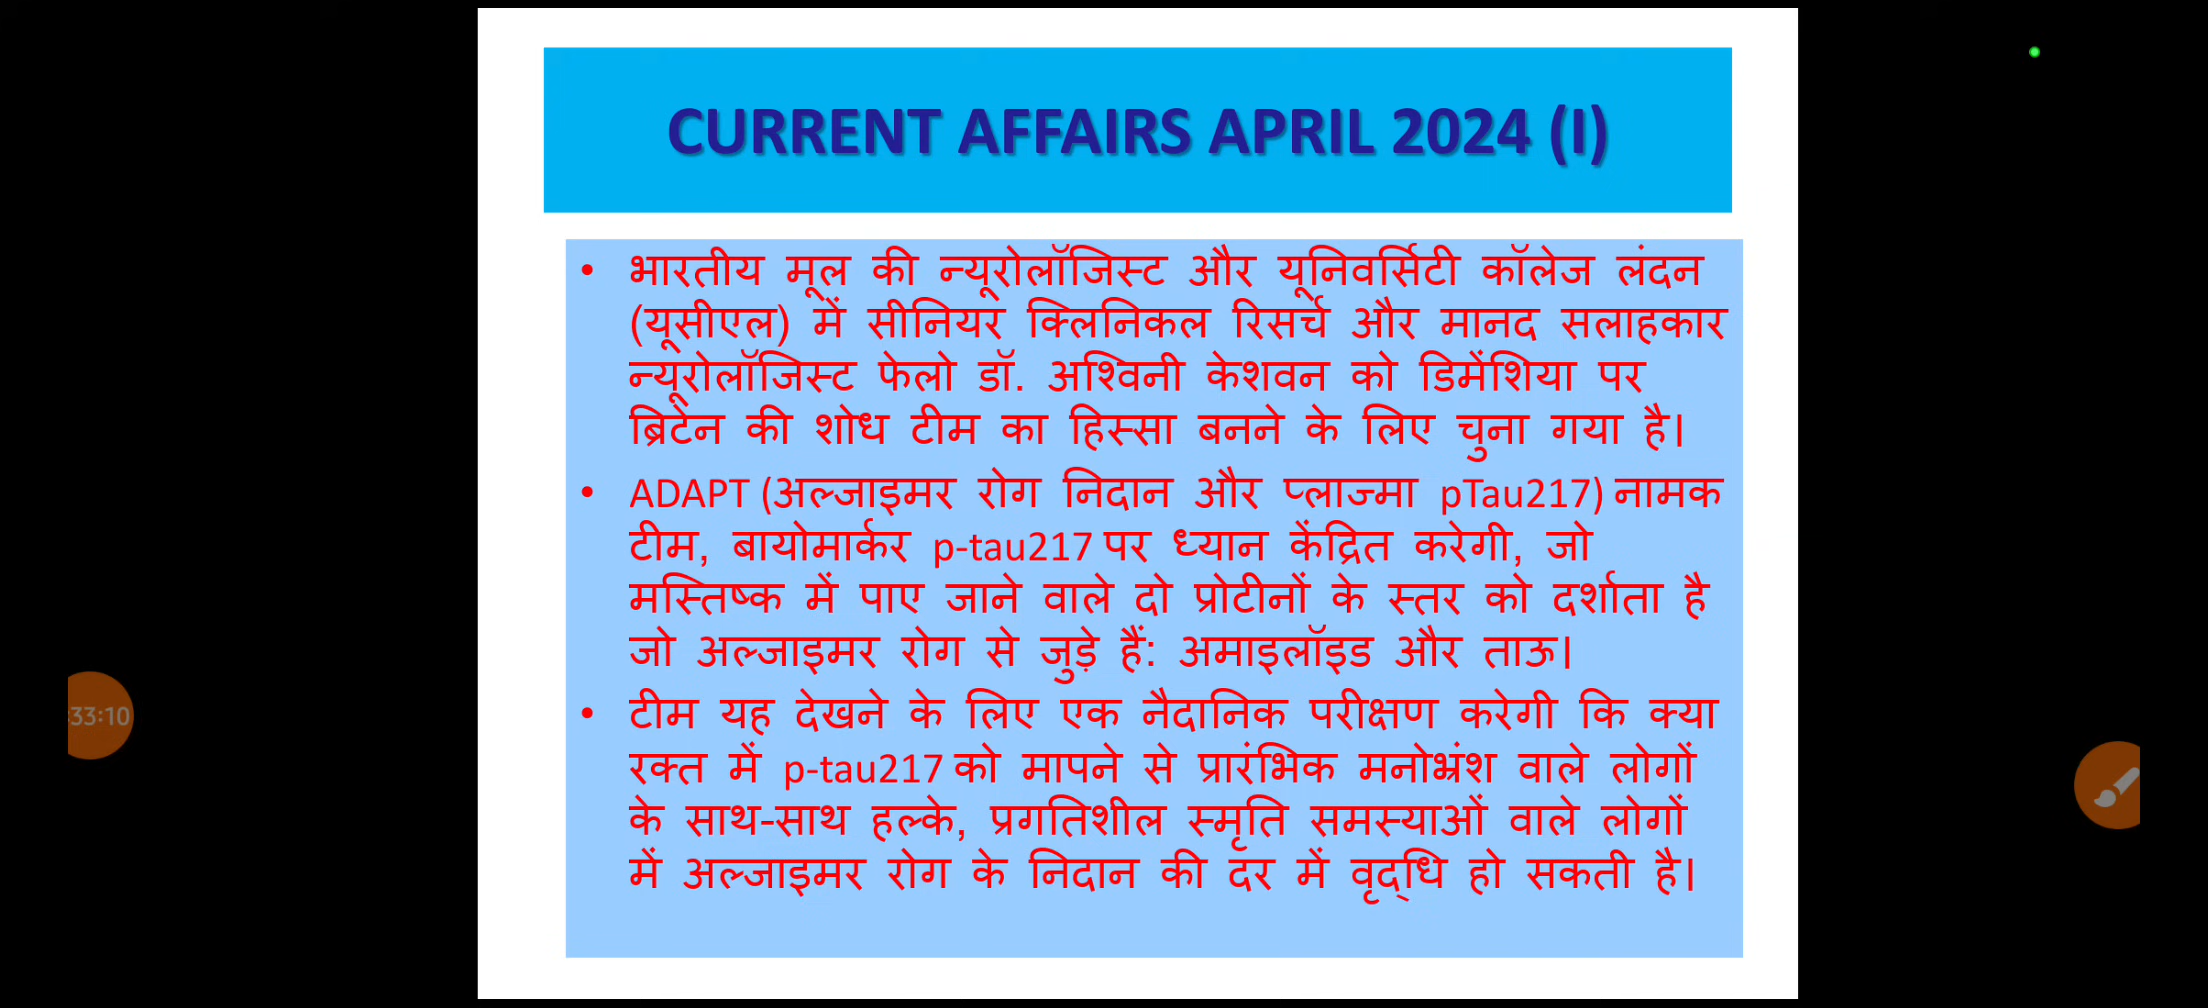 CURRENT AFFAIRS APRIL 2024 (I)
• भारतीय मूल की न्यूरोलॉजिस्ट और यूनिवर्सिटी कॉलेज लंदन
(यूसीएल) में सीनियर क्लिनिकल रिसर्च और मानद सलाहकार
न्यूरोलॉजिस्ट फेलो डॉ. अश्विनी केशवन को डिमेंशिया पर
ब्रिटेन की शोध टीम का हिस्सा बनने के लिए चुना गया है।
• ADAPT (अल्जाइमर रोग निदान और प्लाज्मा pTau217) नामक
टीम, बायोमार्कर p-tau217 पर ध्यान केंद्रित करेगी, जो
मस्तिष्क में पाए जाने वाले दो प्रोटीनों के स्तर को दर्शाता है
जो अल्जाइमर रोग से जुड़े हैं: अमाइलॉइड और ताऊ।
• टीम यह देखने के लिए एक नैदानिक परीक्षण करेगी कि क्या
रक्त में p-tau217 को मापने से प्रारंभिक मनोभ्रंश वाले लोगों
के साथ-साथ हल्के, प्रगतिशील स्मृति समस्याओं वाले लोगों
में अल्जाइमर रोग के निदान की दर में वृद्धि हो सकती है।
:33:10